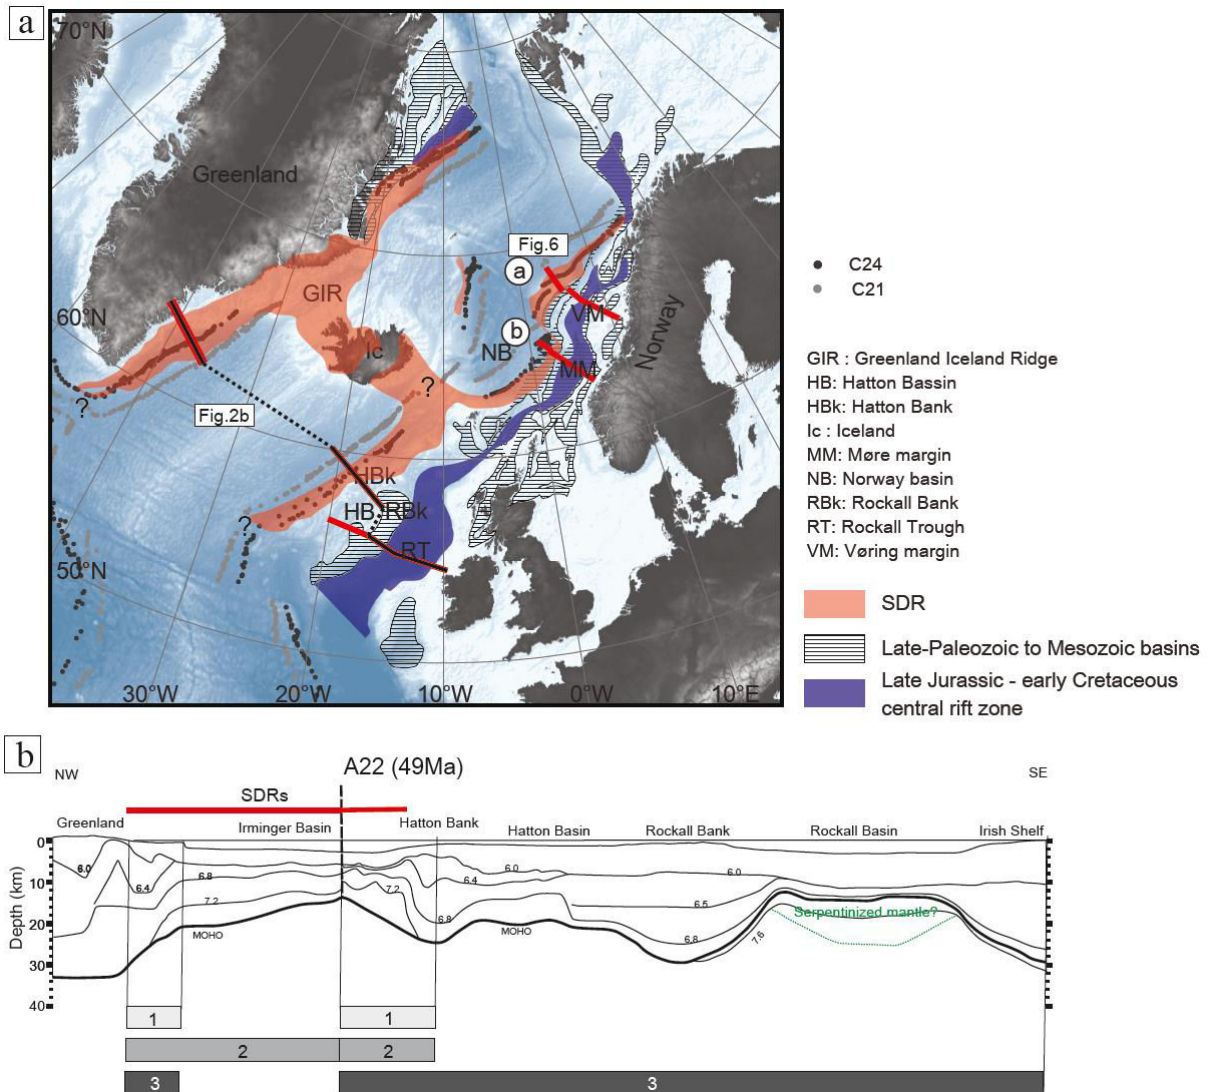 a
70°N
Greenland
C24
C21
Fig.6
a
60°N
GIR
VM
Norway
b
Ic
NB
MM
GIR : Greenland Iceland Ridge
HB: Hatton Bassin
HBk: Hatton Bank
Ic : Iceland
MM: Møre margin
NB: Norway basin
RBk: Rockall Bank
RT: Rockall Trough
VM: Vøring margin
?
?
Fig.2b
HBk
HB
RBk
?
RT
50°N
SDR
Late-Paleozoic to Mesozoic basins
Late Jurassic - early Cretaceous
central rift zone
30°W
20°W
10°W
0°W
10°E
b
NW
A22 (49Ma)
SE
SDRs
Greenland
Irminger Basin
Hatton Bank
Hatton Basin
Rockall Bank
Rockall Basin
Irish Shelf
0
10
20
30
40
Depth (km)
6.0
6.4
6.8
7.2
MOHO
7.2
6.0
6.4
6.8
MOHO
6.5
6.0
6.8
7.6
Serpentinized mantle?
1
1
2
2
3
3